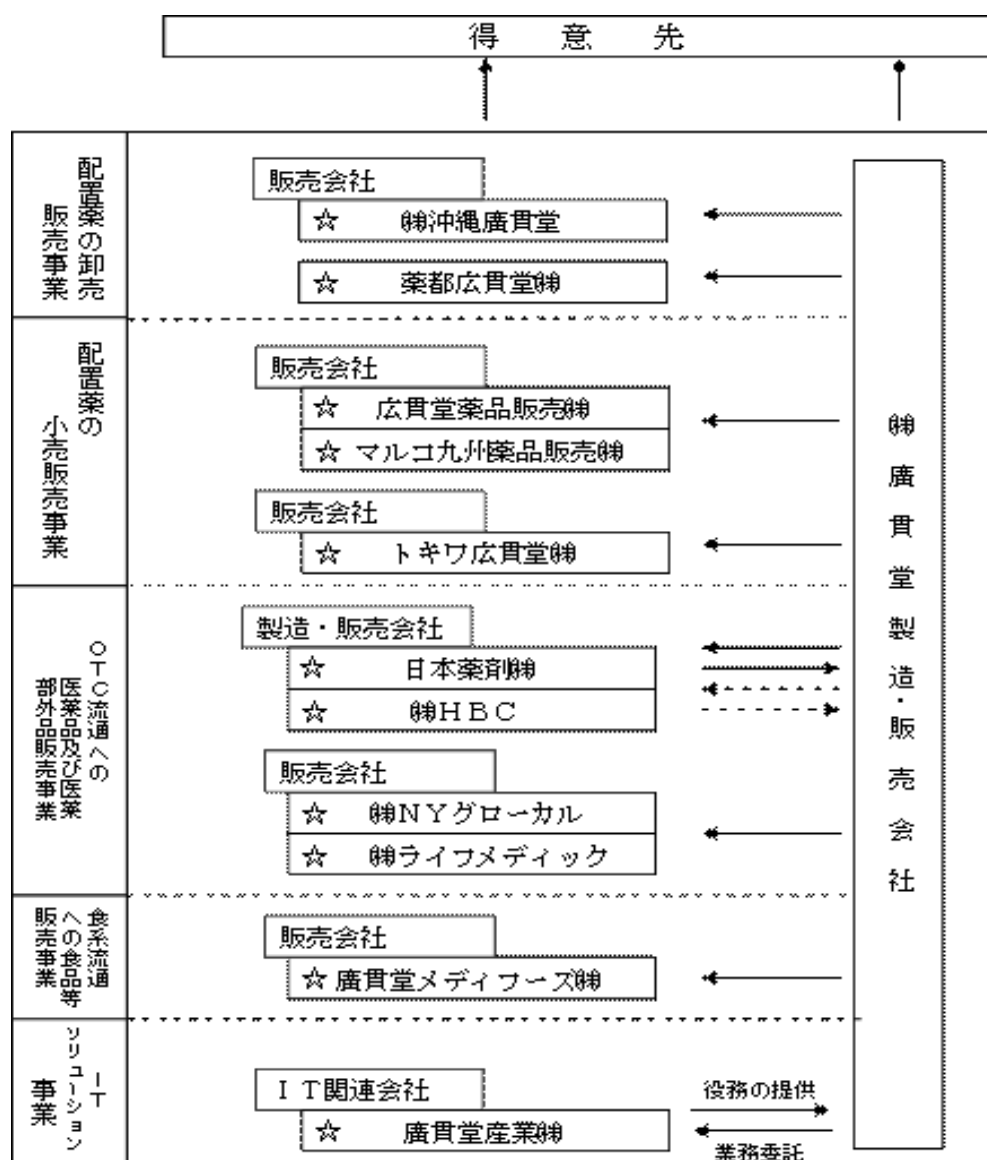 得意先
配置薬の卸売
販売事業
販売会社
☆ ㈱沖縄廣貫堂
☆ 薬都広貫堂㈱
配置薬の
小売販売事業
販売会社
☆ 広貫堂薬品販売㈱
☆ マルコ九州薬品販売㈱
販売会社
☆ トキワ広貫堂㈱
OTC流通への
医薬品及び医薬
部外品販売事業
製造・販売会社
☆ 日本薬剤㈱
☆ ㈱HBC
販売会社
☆ ㈱NYグローカル
☆ ㈱ライフメディック
食系流通
への食品等
販売事業
販売会社
☆ 廣貫堂メディフーズ㈱
IT
ソリューション
事業
IT関連会社
☆ 廣貫堂産業㈱
役務の提供
業務委託
㈱廣貫堂製造・販売会社